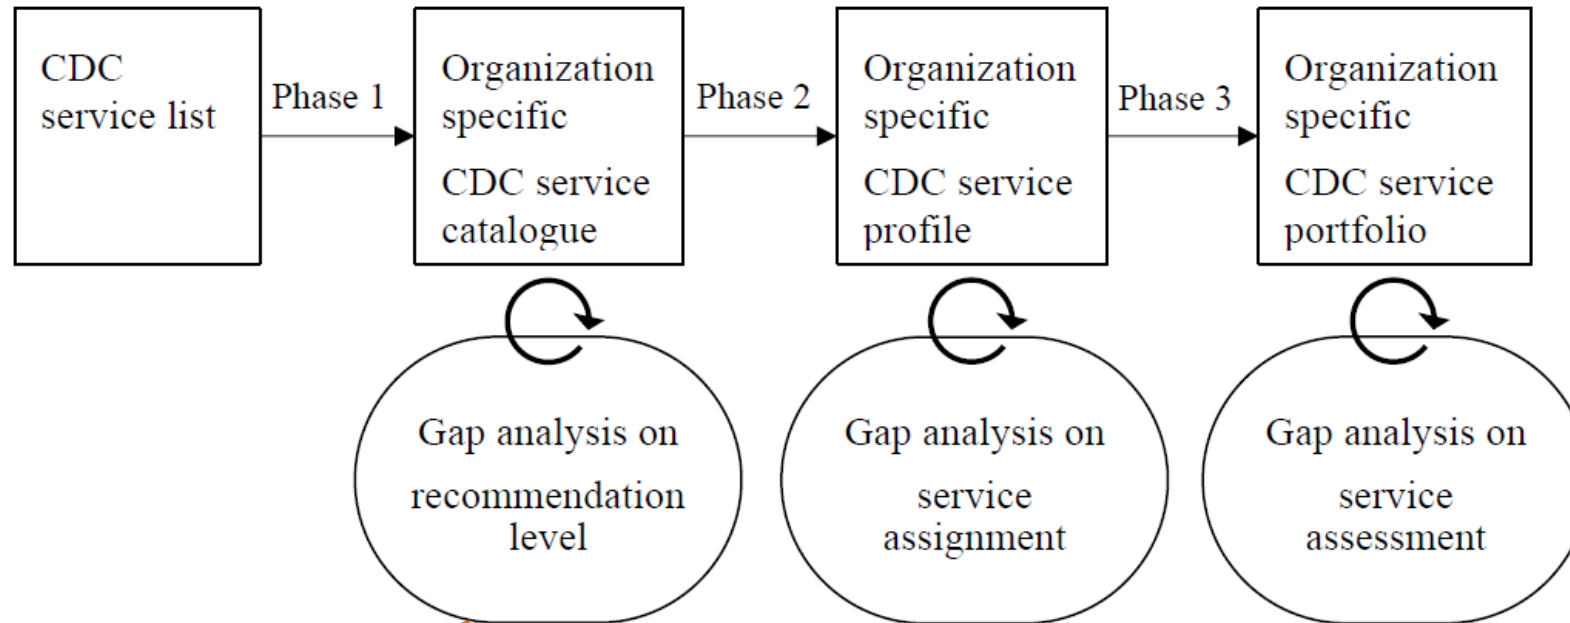 CDC
service list
Phase 1
Organization
specific
CDC service
catalogue
Phase 2
Organization
specific
CDC service
profile
Phase 3
Organization
specific
CDC service
portfolio
Gap analysis on
recommendation
level
Gap analysis on
service
assignment
Gap analysis on
service
assessment